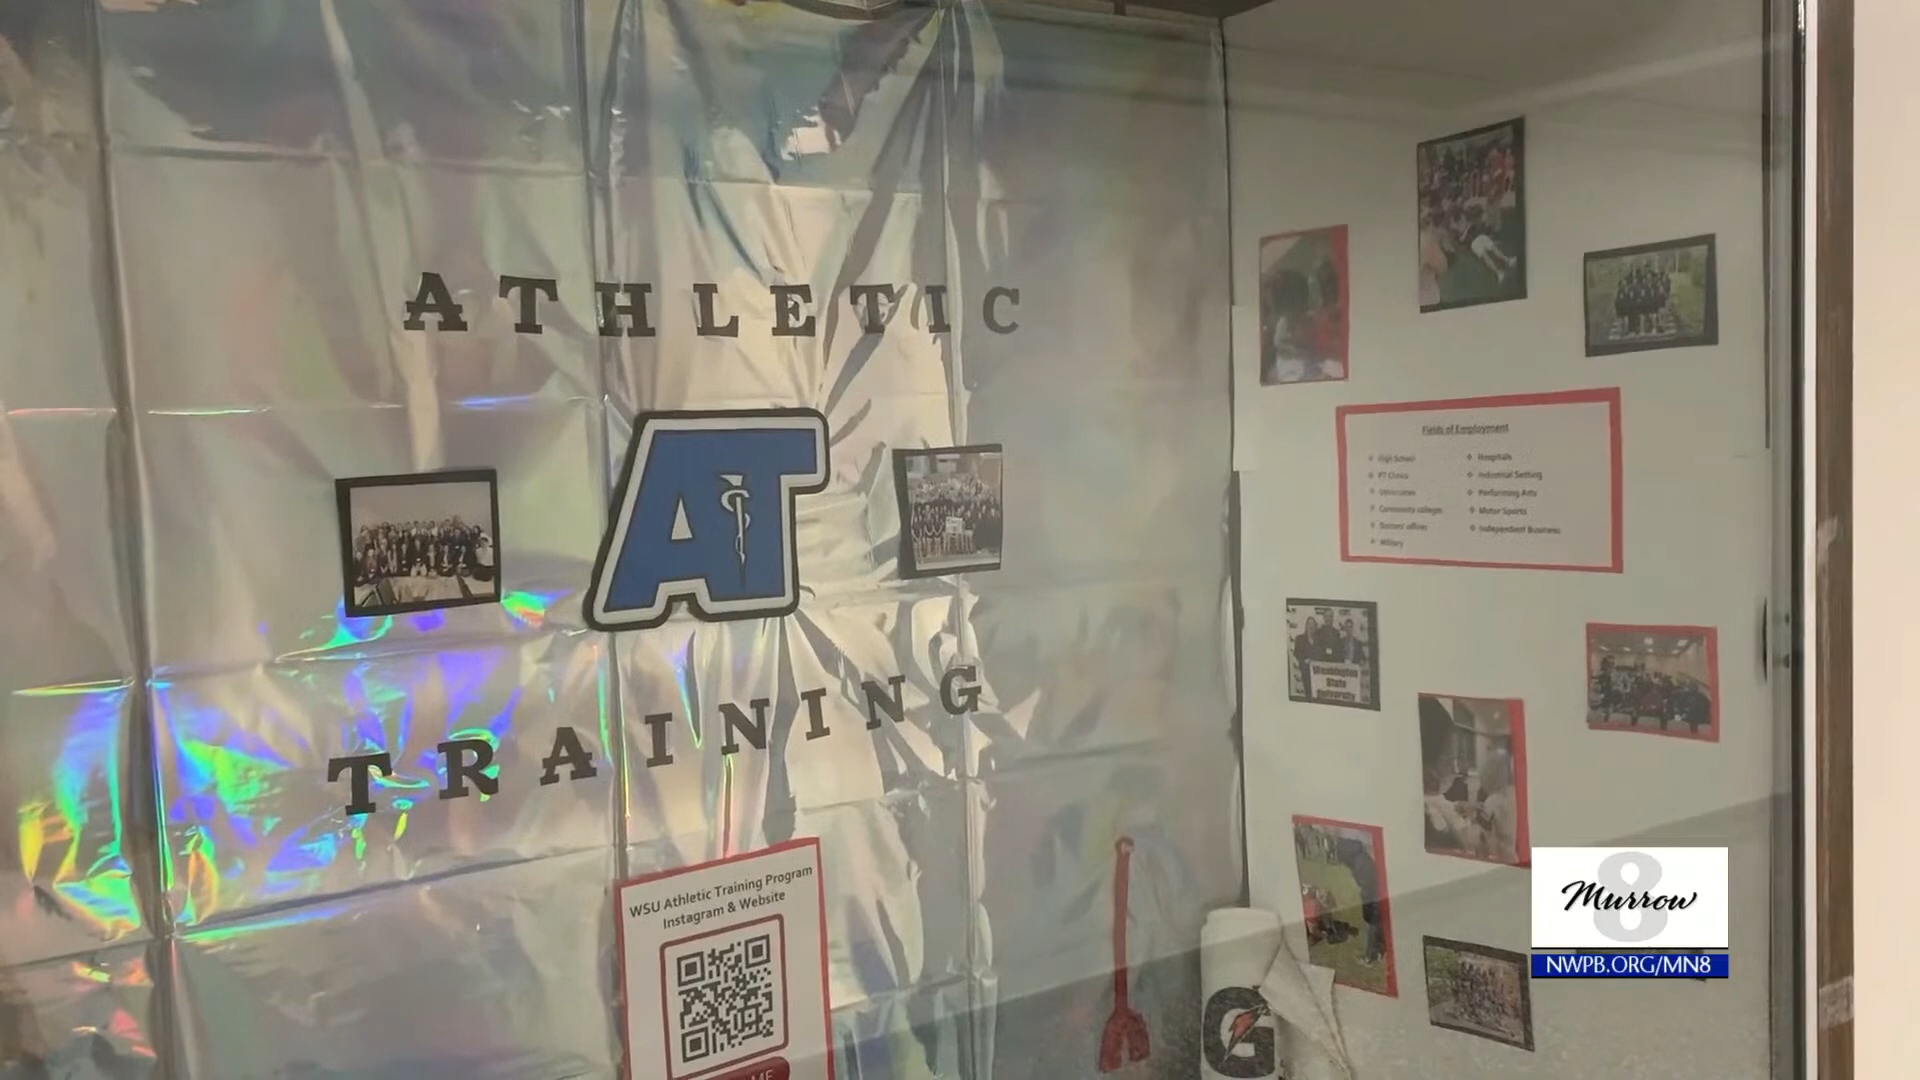 ATHLETIC
AT
TRAINING
WSU Athletic Training Program
Instagram & Website
Fields of Employment
High School
PT Clinics
Universities
Community colleges
Doctors' offices
Military
Hospitals
Industrial Setting
Performing Arts
Motor Sports
Independent Business
Washington
State
University
G
8
Murrow
NWPB.ORG/MN8